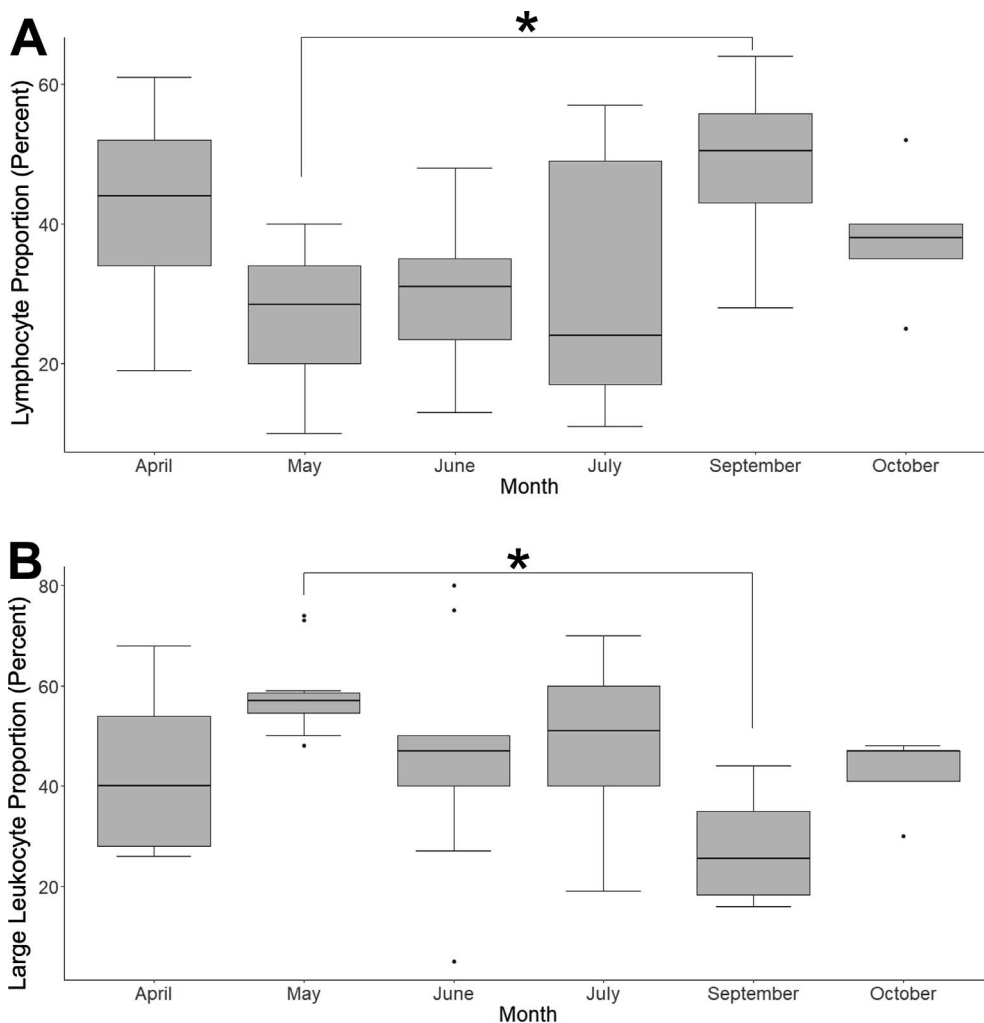 A
*
Lymphocyte Proportion (Percent)
60
40
20
April May June July September October
Month
B
*
Large Leukocyte Proportion (Percent)
80
60
40
20
April May June July September October
Month